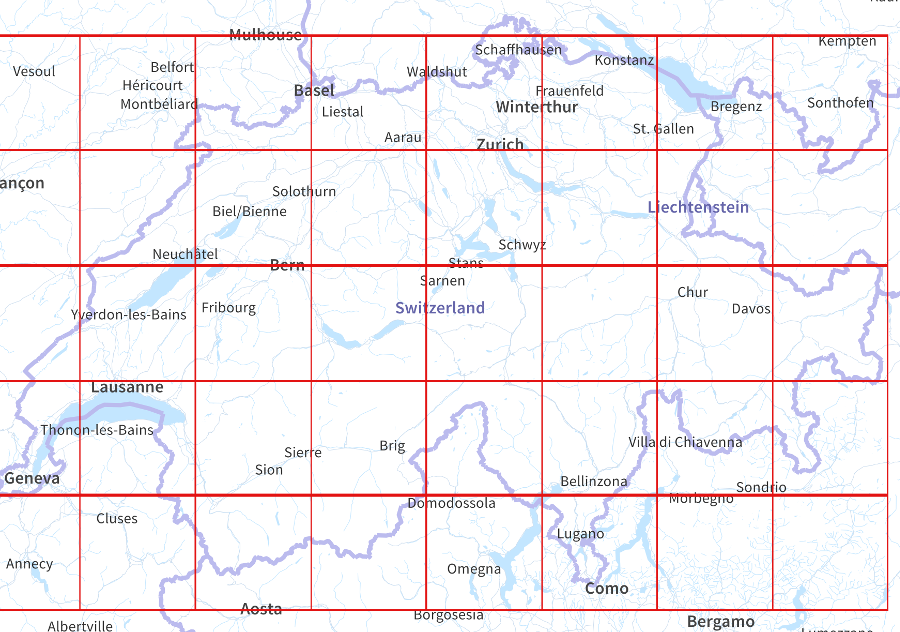 Mulhouse
Kempten
Schaffhausen
Konstanz
Vesoul
Belfort
Waldshut
Héricourt
Basel
Frauenfeld
Montbéliard
Winterthur
Bregenz
Sonthofen
Liestal
St. Gallen
Aarau
Zurich
ançon
Solothurn
Biel/Bienne
Liechtenstein
Schwyz
Neuchâtel
Bern
Stans
Sarnen
Chur
Yverdon-les-Bains
Fribourg
Switzerland
Davos
Lausanne
Thonon-les-Bains
Villa di Chiavenna
Brig
Sierre
Sion
Geneva
Bellinzona
Sondrio
Morbegno
Domodossola
Cluses
Lugano
Annecy
Omegna
Como
Aosta
Borgosesia
Albertville
Bergamo